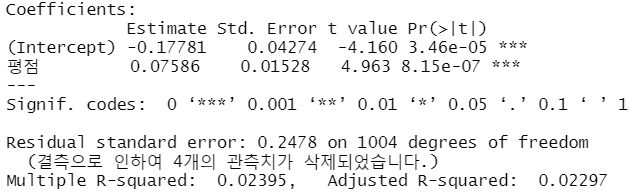 Coefficients:
Estimate Std. Error t value Pr(>|t|)
(Intercept) -0.17781 0.04274 -4.160 3.46e-05 ***
평점 0.07586 0.01528 4.963 8.15e-07 ***
---
Signif. codes: 0 ‘***’ 0.001 ‘**’ 0.01 ‘*’ 0.05 ‘.’ 0.1 ‘ ’ 1
Residual standard error: 0.2478 on 1004 degrees of freedom
(결측으로 인하여 4개의 관측치가 삭제되었습니다.)
Multiple R-squared: 0.02395, Adjusted R-squared: 0.02297